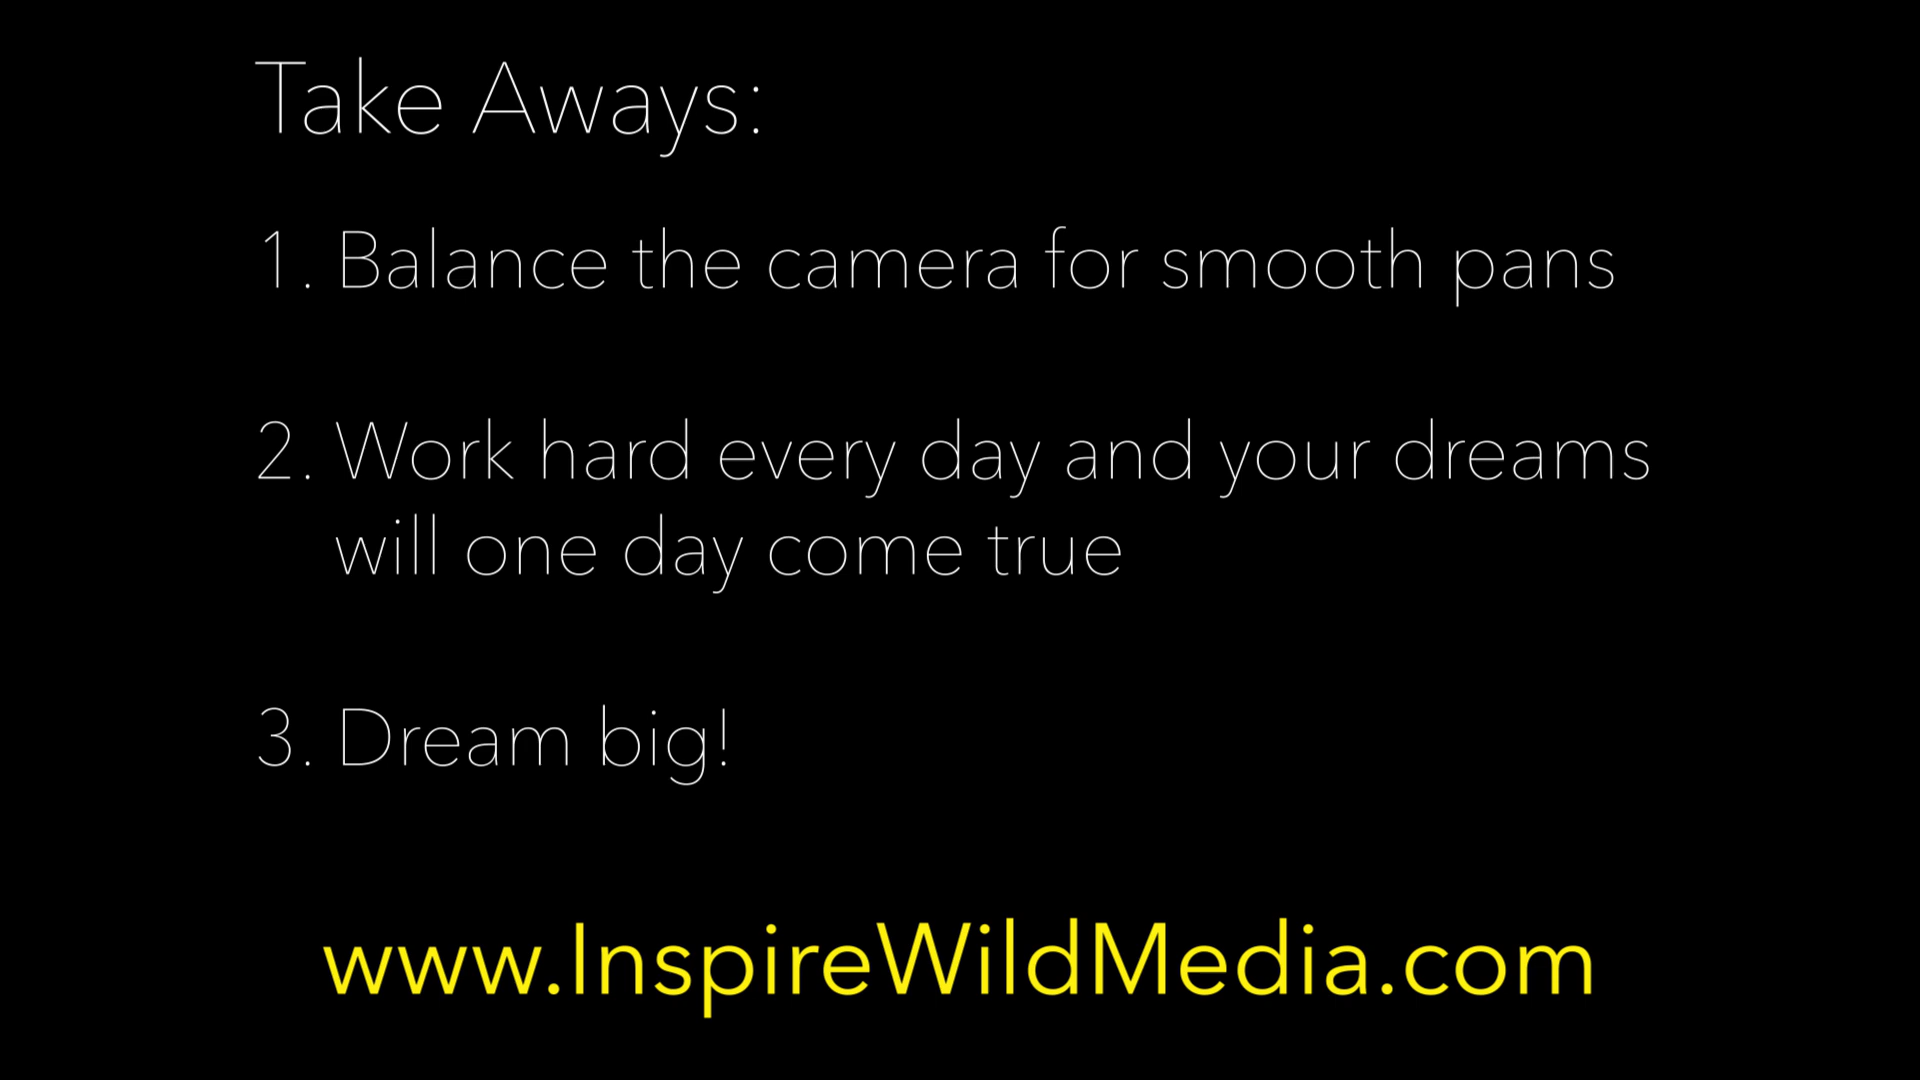 Take Aways:
1. Balance the camera for smooth pans
2. Work hard every day and your dreams
will one day come true
3. Dream big!
www.InspireWildMedia.com